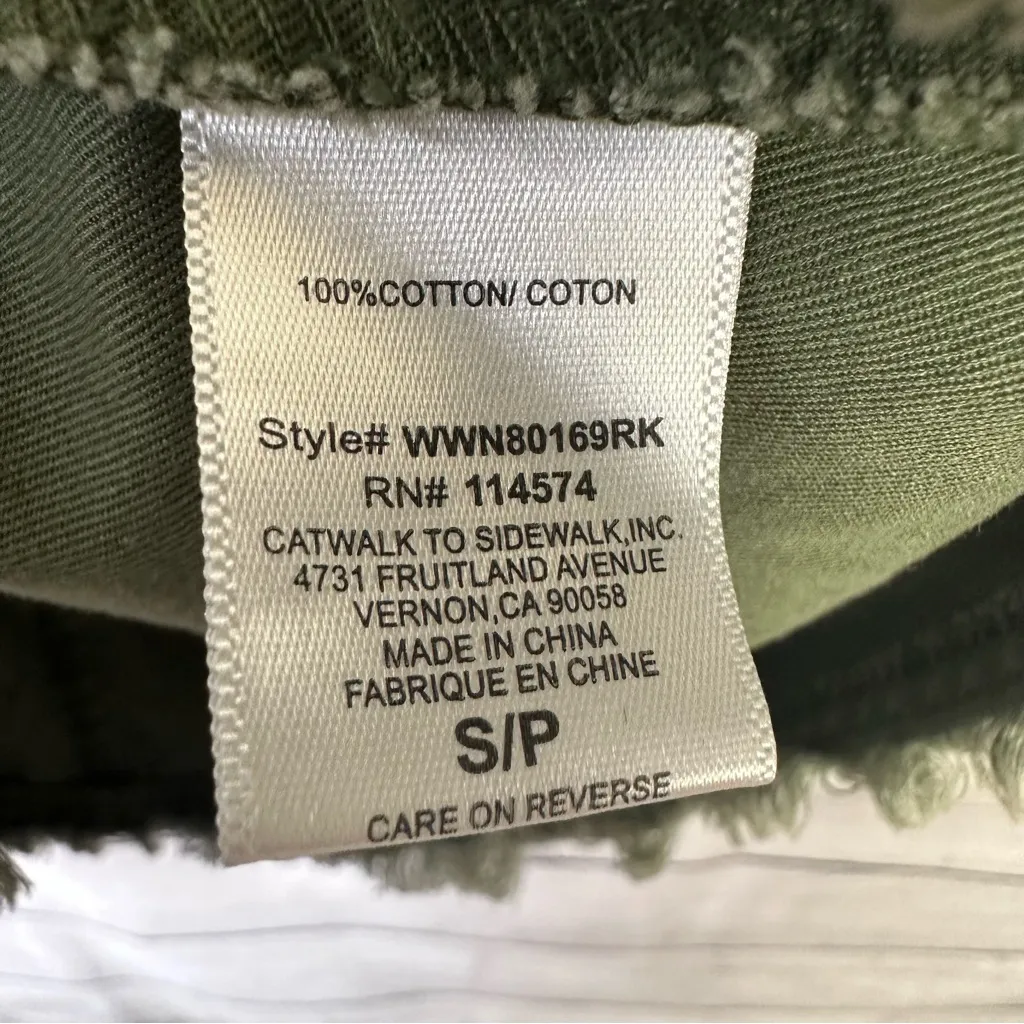 100%COTTON/ COTON
Style# WWN80169RK
RN# 114574
CATWALK TO SIDEWALK,INC.
4731 FRUITLAND AVENUE
VERNON,CA 90058
MADE IN CHINA
FABRIQUE EN CHINE
S/P
CARE ON REVERSE